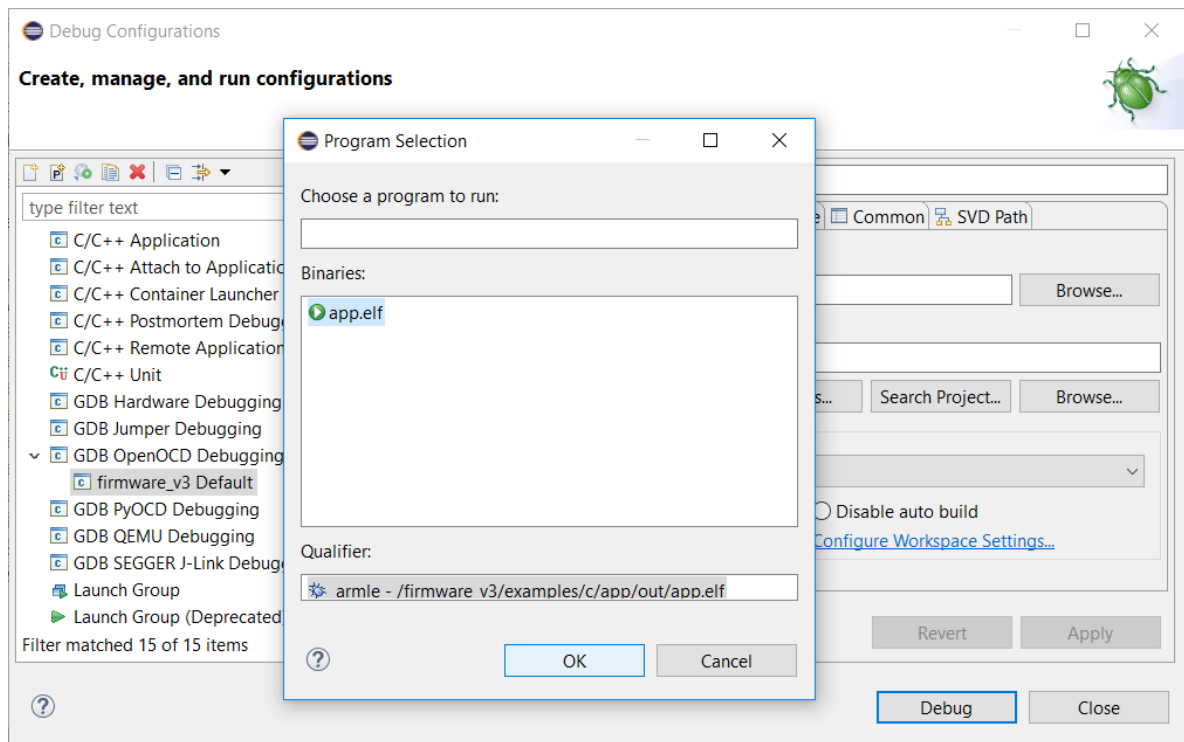 Debug Configurations
Create, manage, and run configurations
type filter text
C/C++ Application
C/C++ Attach to Applicatic
C/C++ Container Launcher
C/C++ Postmortem Debug
C/C++ Remote Application
C/C++ Unit
GDB Hardware Debugging
GDB Jumper Debugging
GDB OpenOCD Debugging
firmware_v3 Default
GDB PyOCD Debugging
GDB QEMU Debugging
GDB SEGGER J-Link Debug
Launch Group
Launch Group (Deprecated)
Filter matched 15 of 15 items
Program Selection
Choose a program to run:
Binaries:
app.elf
Qualifier:
armle - /firmware_v3/examples/c/app/out/app.elf
OK Cancel
Common SVD Path
Browse...
s... Search Project... Browse...
Disable auto build
Configure Workspace Settings...
Revert Apply
Debug Close